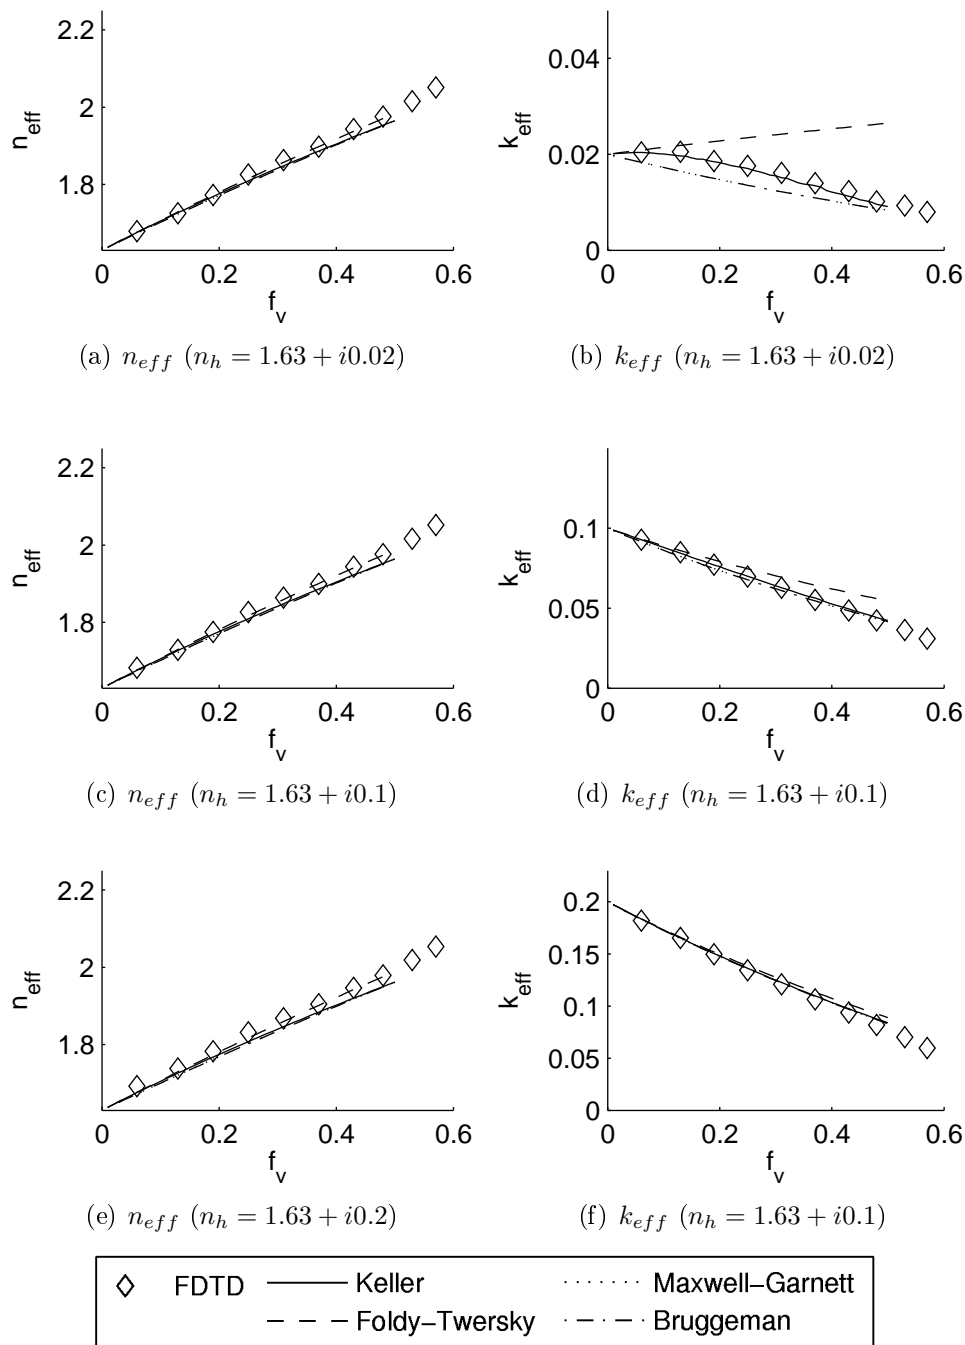 2.2
2
1.8
n_eff
0 0.2 0.4 0.6
f_v
(a) n_eff (n_h = 1.63 + i0.02)
0.04
0.02
0
k_eff
0 0.2 0.4 0.6
f_v
(b) k_eff (n_h = 1.63 + i0.02)
2.2
2
1.8
n_eff
0 0.2 0.4 0.6
f_v
(c) n_eff (n_h = 1.63 + i0.1)
0.1
0.05
0
k_eff
0 0.2 0.4 0.6
f_v
(d) k_eff (n_h = 1.63 + i0.1)
2.2
2
1.8
n_eff
0 0.2 0.4 0.6
f_v
(e) n_eff (n_h = 1.63 + i0.2)
0.2
0.15
0.1
0.05
0
k_eff
0 0.2 0.4 0.6
f_v
(f) k_eff (n_h = 1.63 + i0.1)
FDTD
Keller
Foldy−Twersky
Maxwell−Garnett
Bruggeman